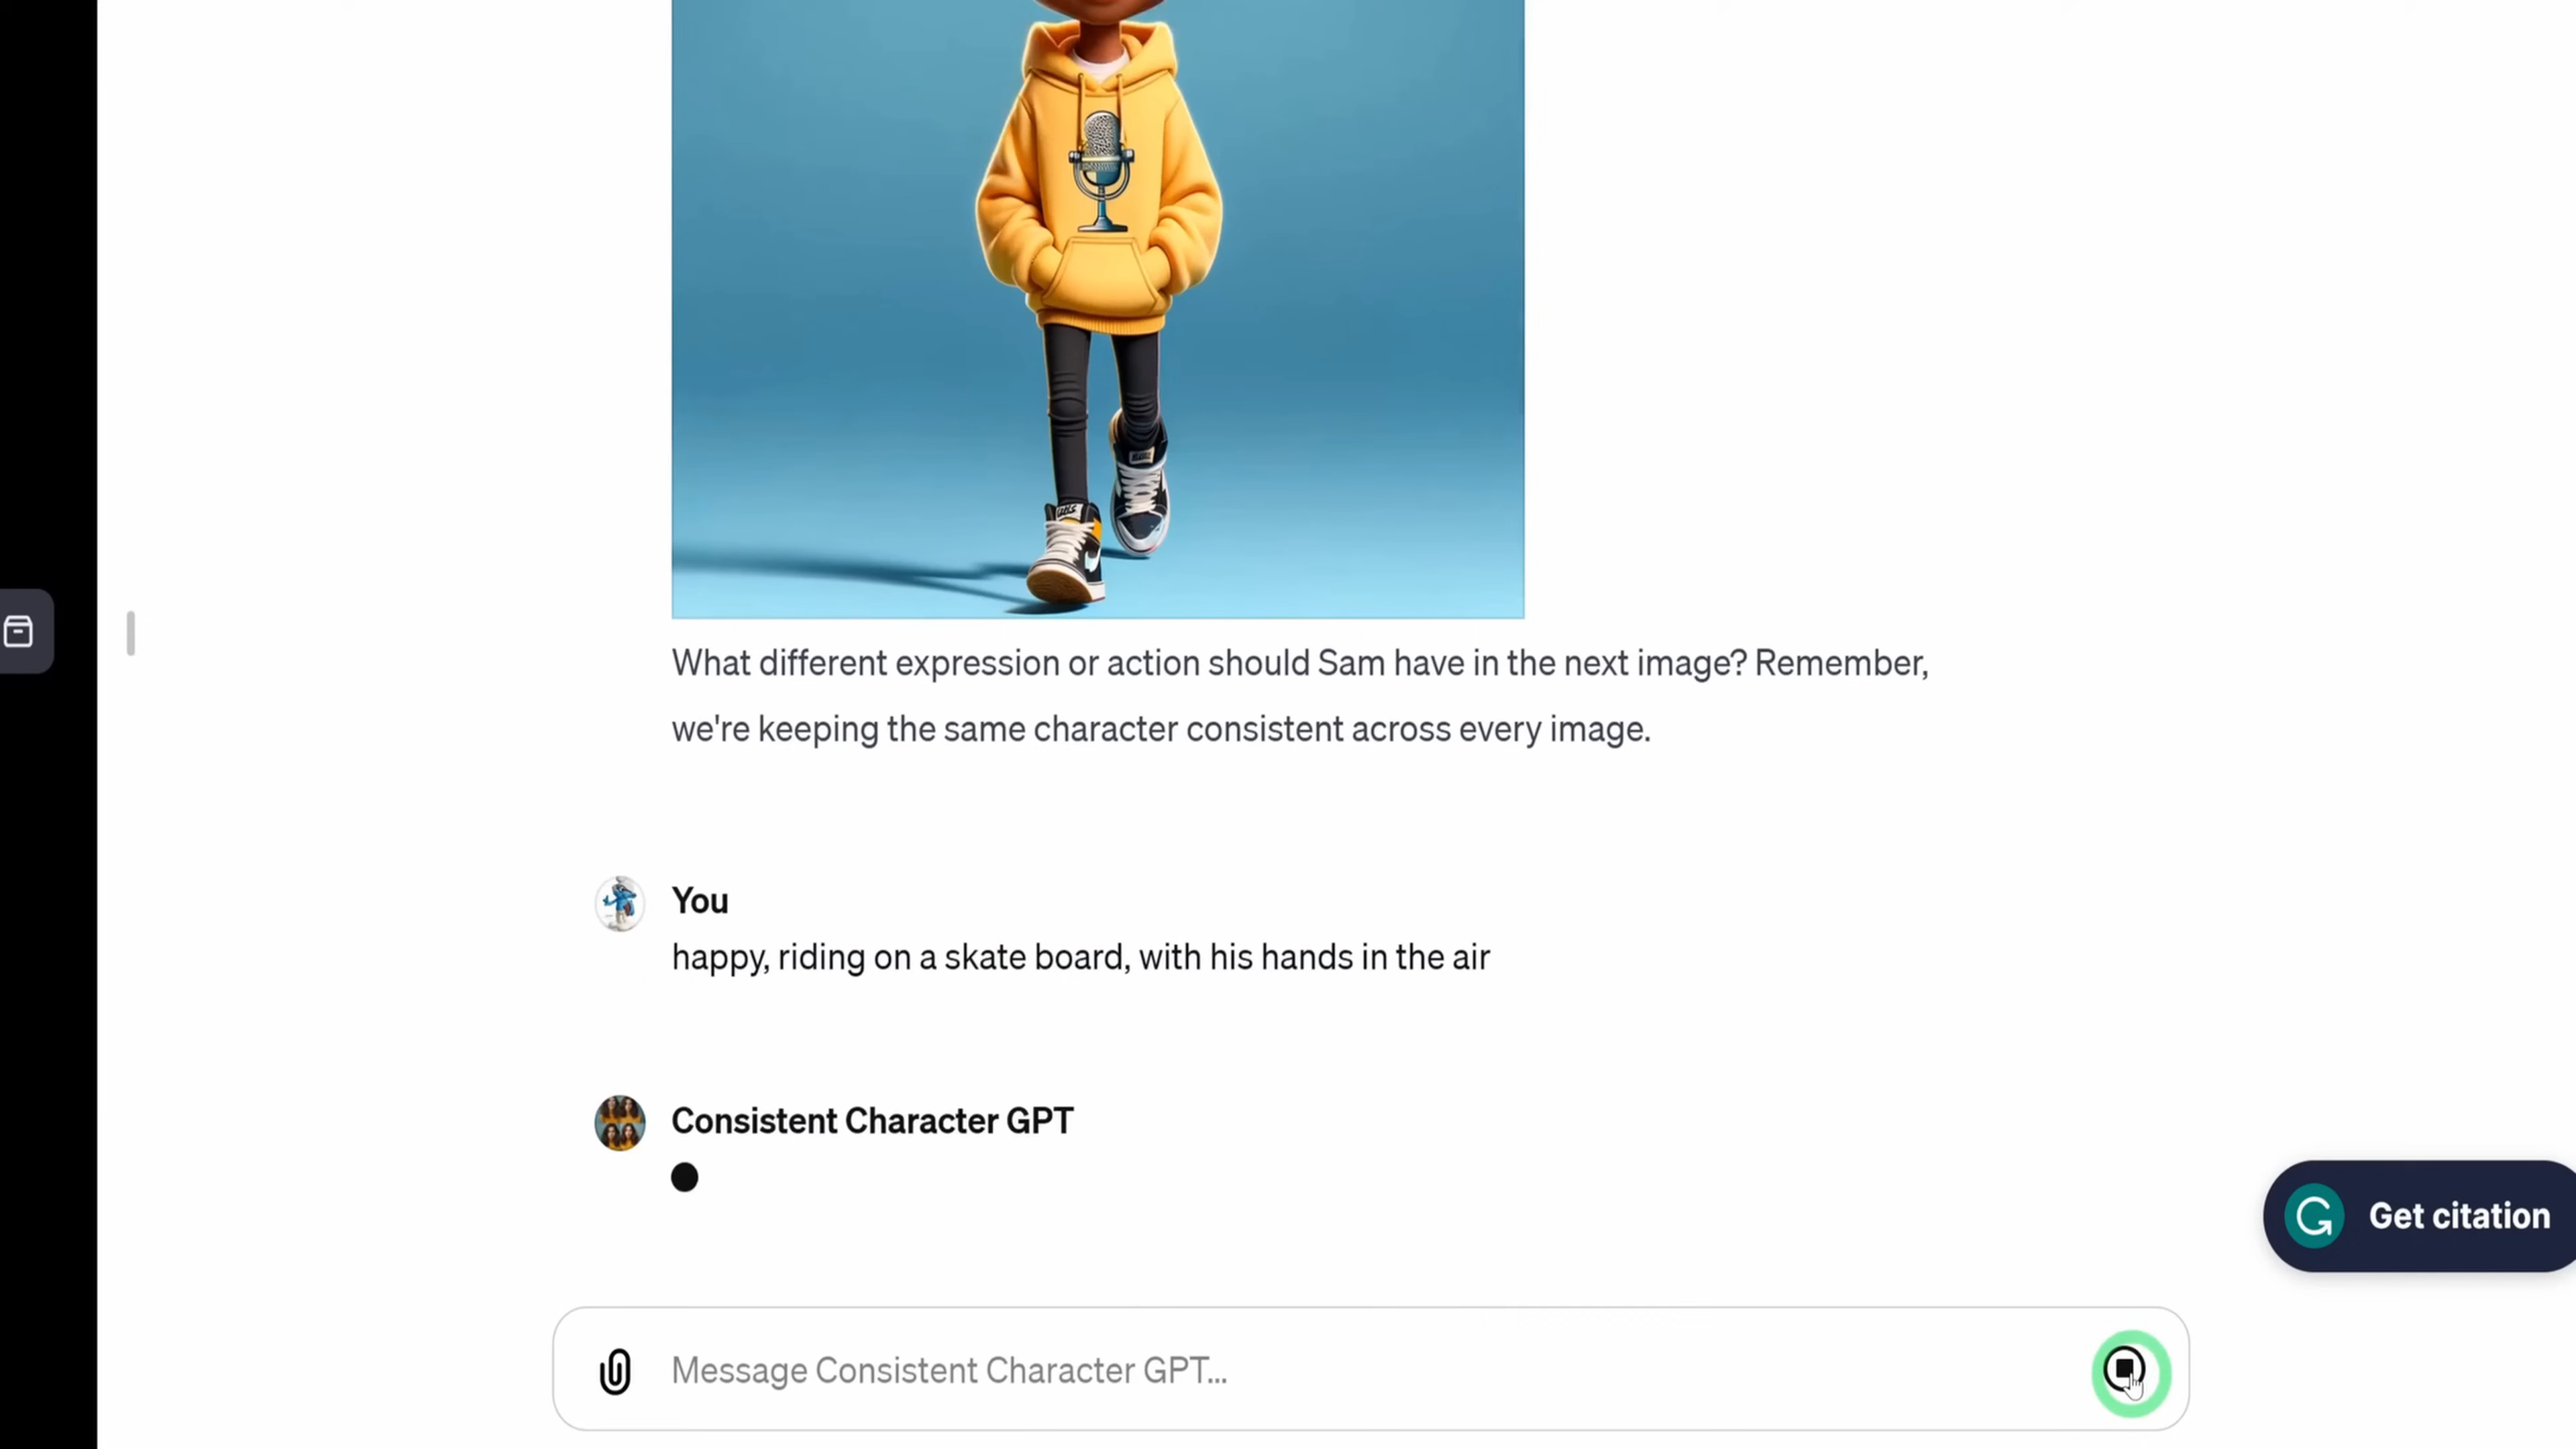 What different expression or action should Sam have in the next image? Remember,
we're keeping the same character consistent across every image.
You
happy, riding on a skate board, with his hands in the air
Consistent Character GPT
Get citation
Message Consistent Character GPT...